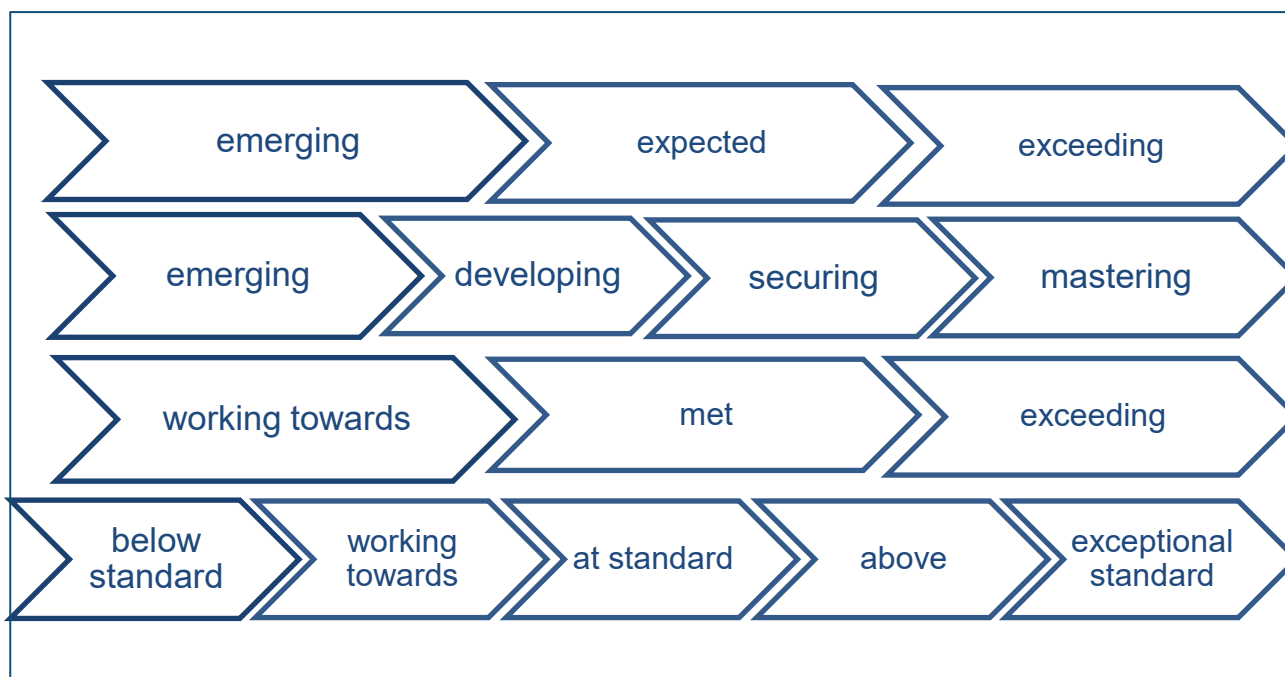 emerging
expected
exceeding
emerging
developing
securing
mastering
working towards
met
exceeding
below
standard
working
towards
at standard
above
exceptional
standard